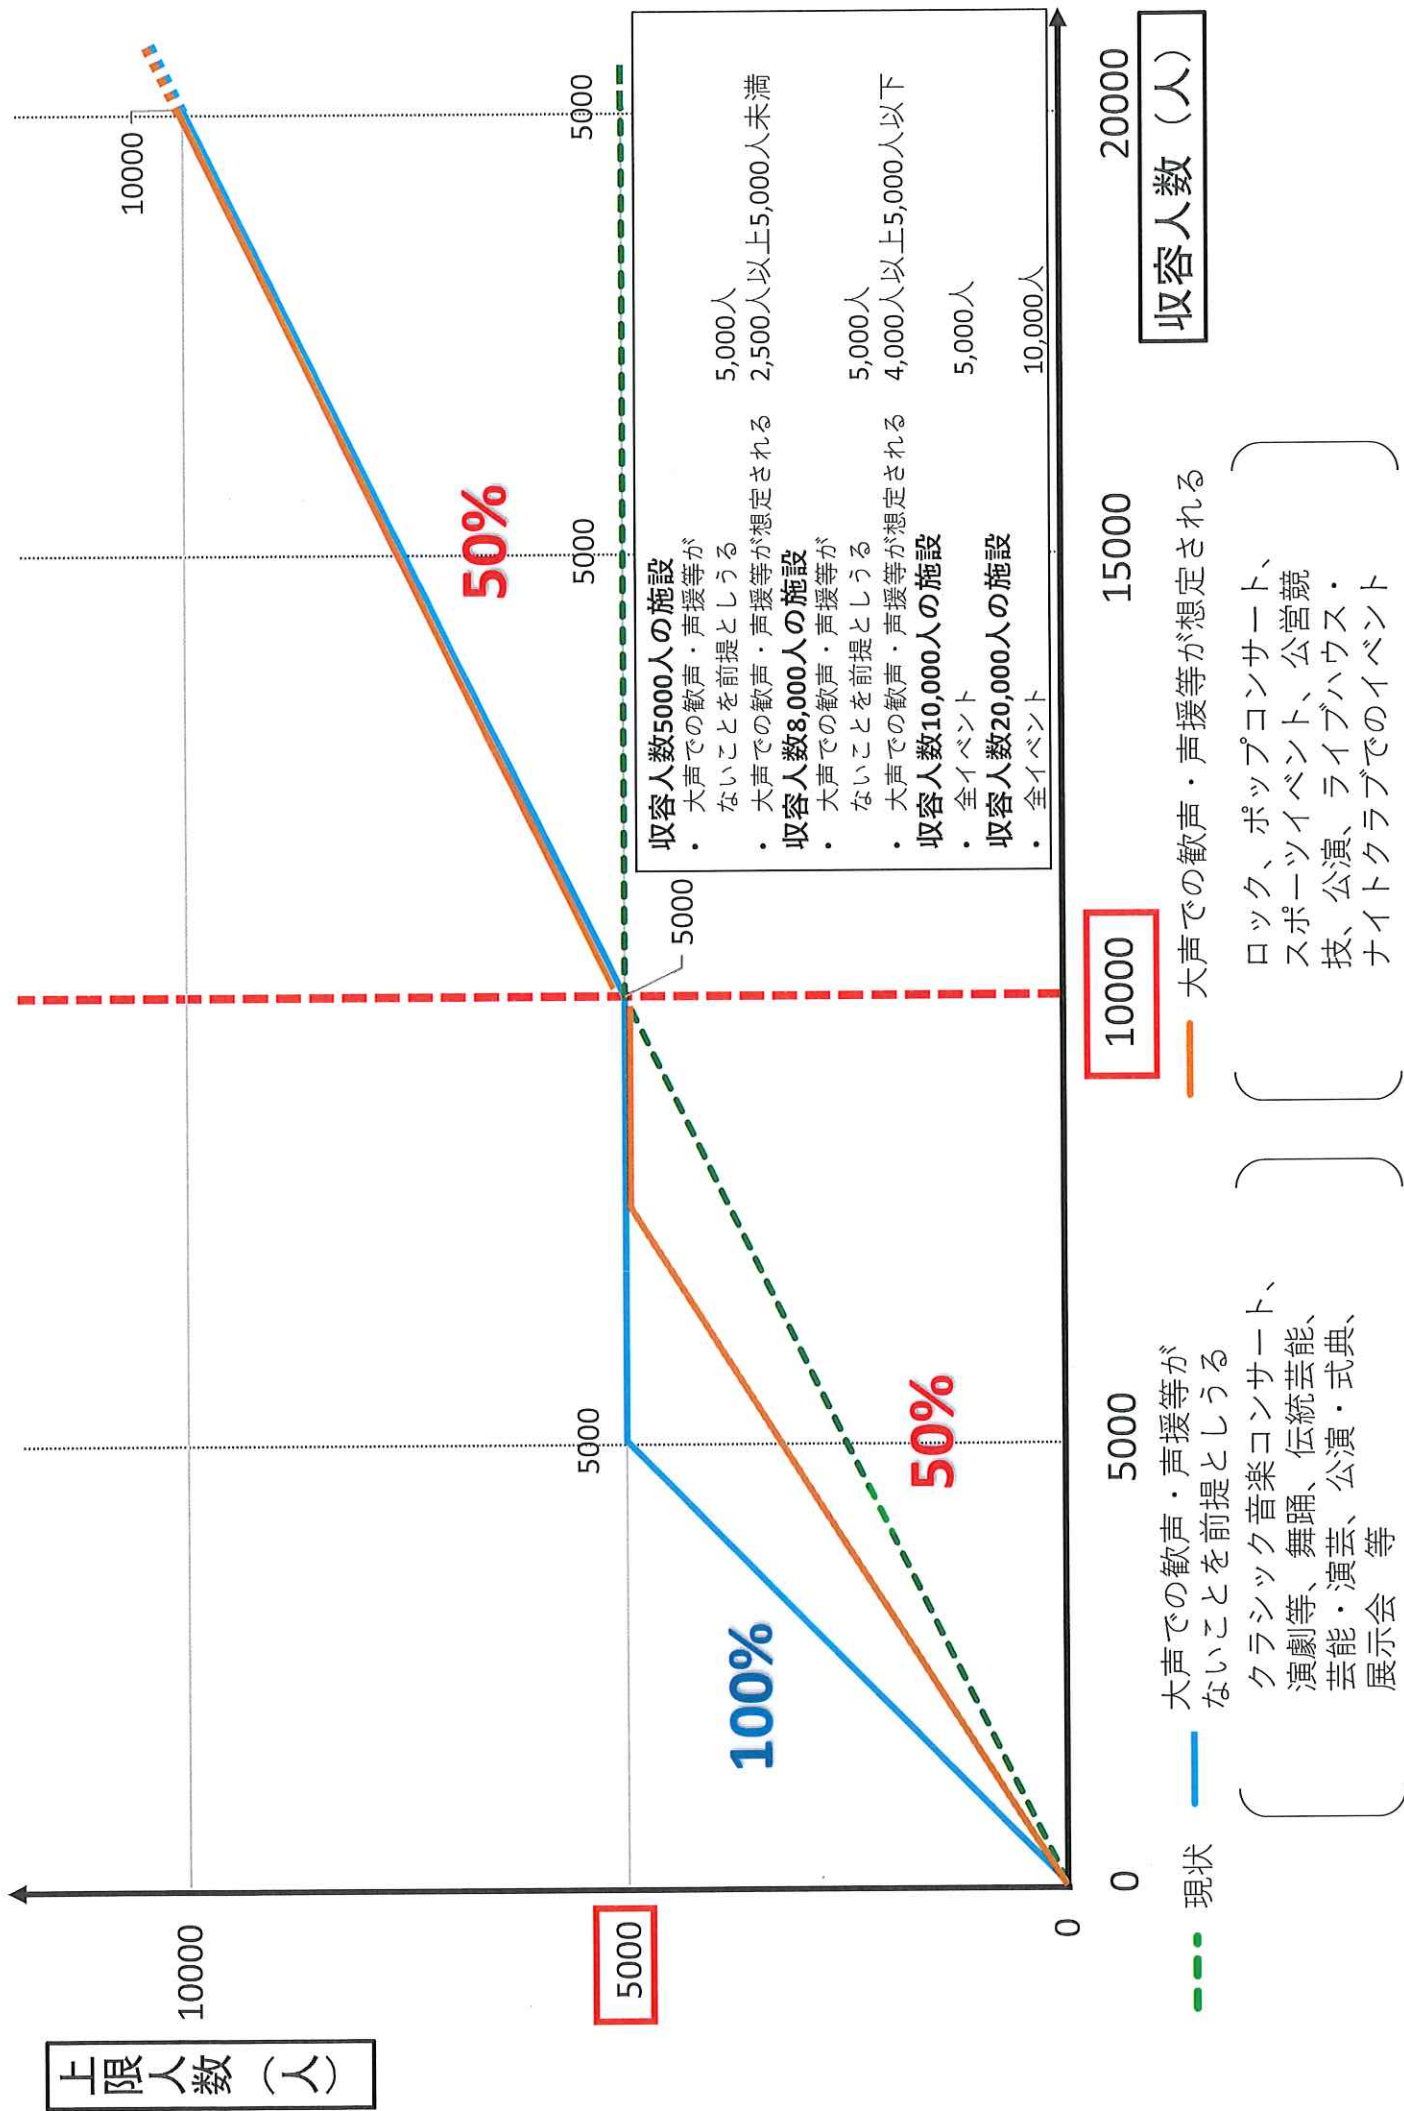 上限人数（人）
10000
5000
0
10000
5000
5000
5000
5000
100%
50%
50%
収容人数5000人の施設
・ 大声での歓声・声援等が
ないことを前提としうる 5,000人
・ 大声での歓声・声援等が想定される 2,500人以上5,000人未満
収容人数8,000人の施設
・ 大声での歓声・声援等が
ないことを前提としうる 5,000人
・ 大声での歓声・声援等が想定される 4,000人以上5,000人以下
収容人数10,000人の施設
・ 全イベント 5,000人
収容人数20,000人の施設
・ 全イベント 10,000人
0
5000
10000
15000
20000
収容人数（人）
現状
大声での歓声・声援等が
ないことを前提としうる
クラシック音楽コンサート、
演劇等、舞踊、伝統芸能、
芸能・演芸、公演・式典、
展示会 等
大声での歓声・声援等が想定される
ロック、ポップコンサート、
スポーツイベント、公営競
技、公演、ライブハウス・
ナイトクラブでのイベント